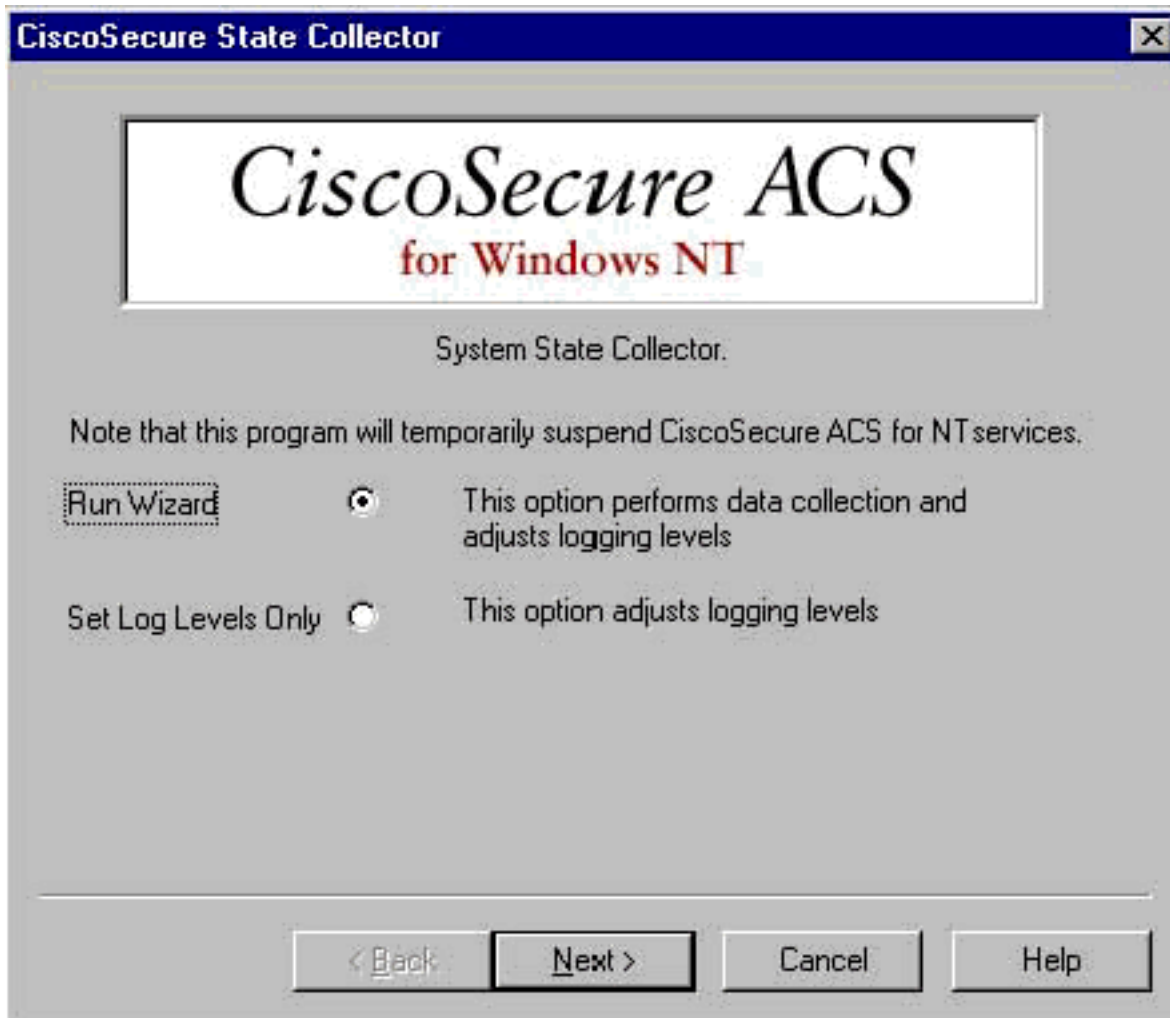 CiscoSecure State Collector
CiscoSecure ACS
for Windows NT
System State Collector.
Note that this program will temporarily suspend CiscoSecure ACS for NT services.
Run Wizard
This option performs data collection and
adjusts logging levels
Set Log Levels Only
This option adjusts logging levels
< Back
Next >
Cancel
Help